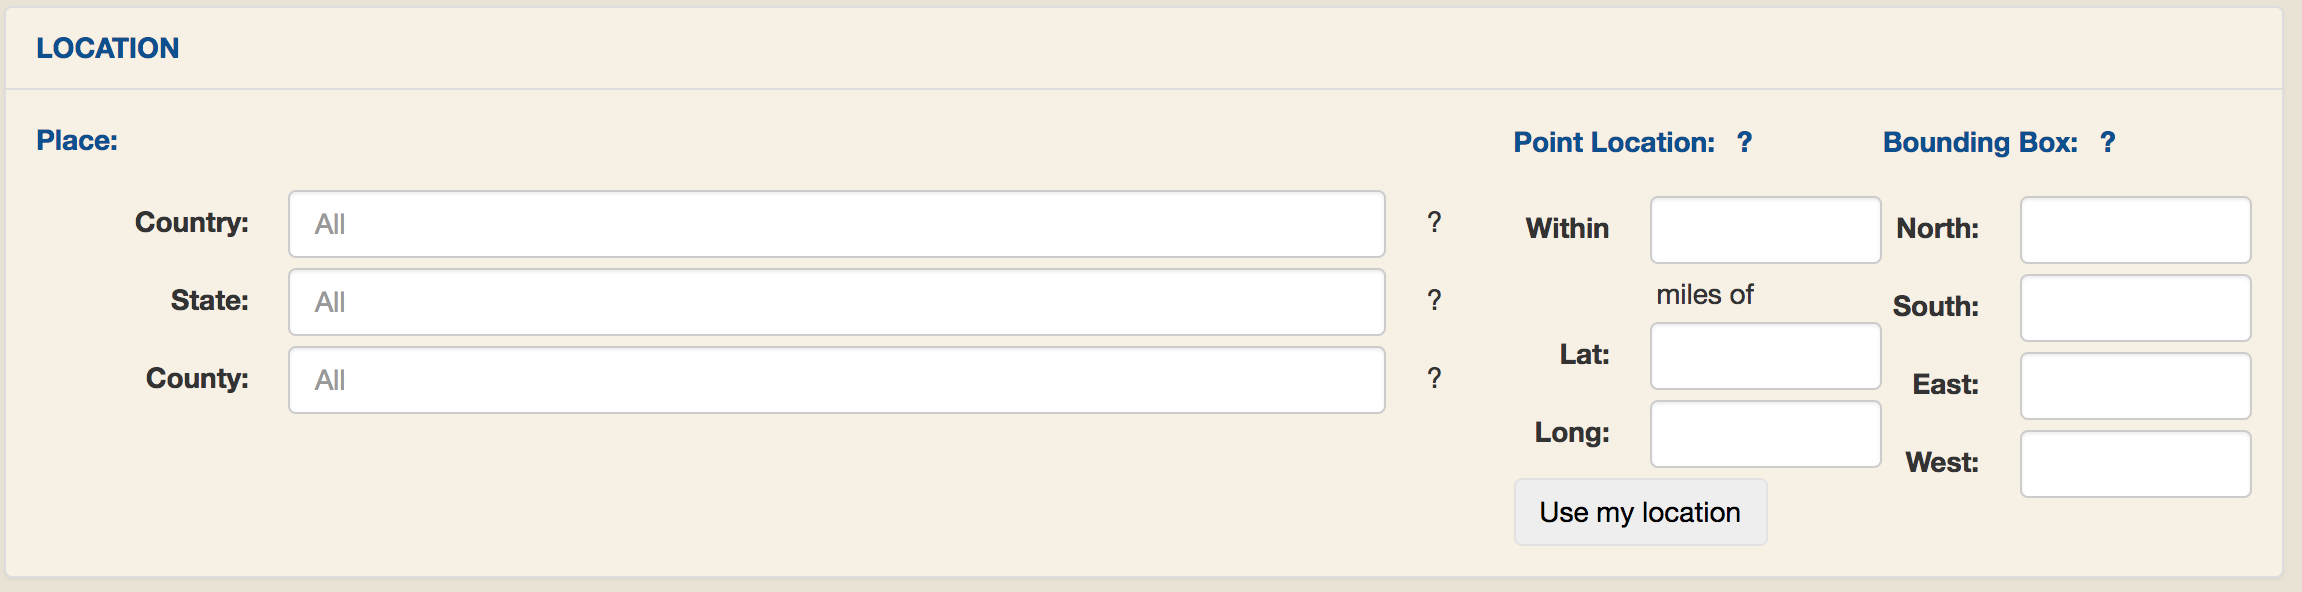 LOCATION
Place:
Country: All ?
State: All ?
County: All ?
Point Location: ?
Within
miles of
Lat:
Long:
Use my location
Bounding Box: ?
North:
South:
East:
West: